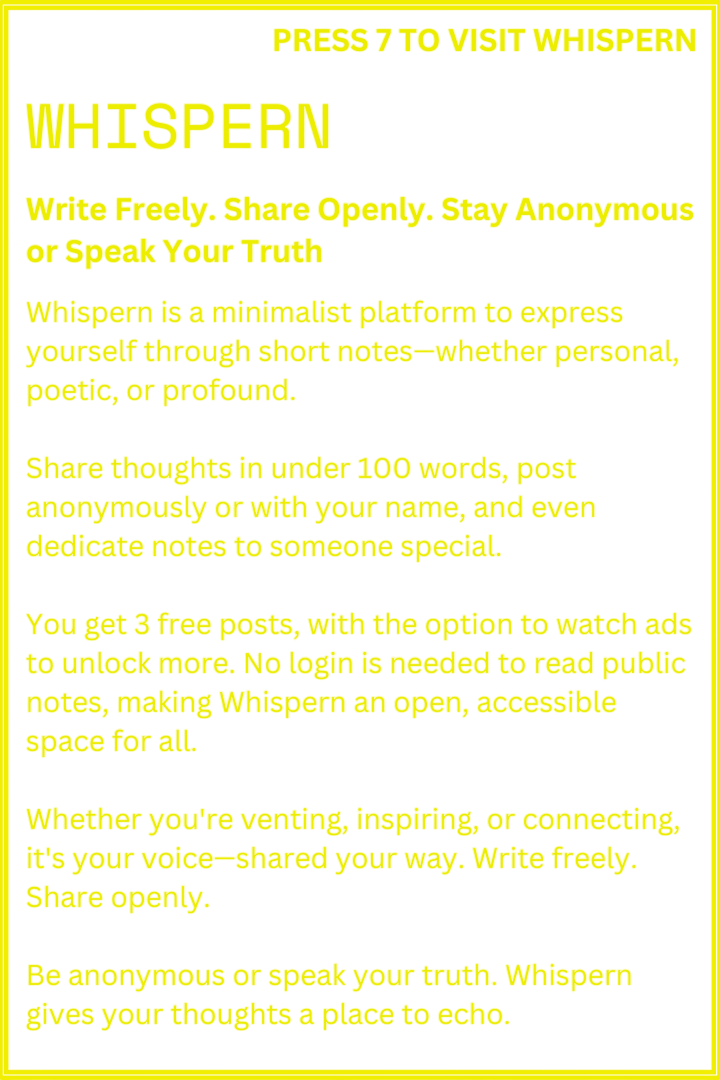 PRESS 7 TO VISIT WHISPERN
WHISPERN
Write Freely. Share Openly. Stay Anonymous
or Speak Your Truth
Whispern is a minimalist platform to express
yourself through short notes—whether personal,
poetic, or profound.
Share thoughts in under 100 words, post
anonymously or with your name, and even
dedicate notes to someone special.
You get 3 free posts, with the option to watch ads
to unlock more. No login is needed to read public
notes, making Whispern an open, accessible
space for all.
Whether you're venting, inspiring, or connecting,
it's your voice—shared your way. Write freely.
Share openly.
Be anonymous or speak your truth. Whispern
gives your thoughts a place to echo.